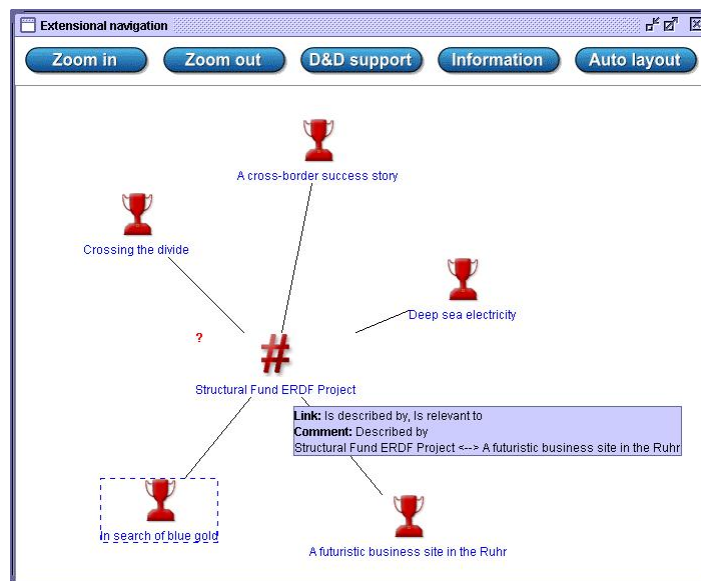 Extensional navigation
Zoom in
Zoom out
D&D support
Information
Auto layout
A cross-border success story
Crossing the divide
Deep sea electricity
?
#
Structural Fund ERDF Project
Link: Is described by, Is relevant to
Comment: Described by
Structural Fund ERDF Project <--> A futuristic business site in the Ruhr
In search of blue gold
A futuristic business site in the Ruhr